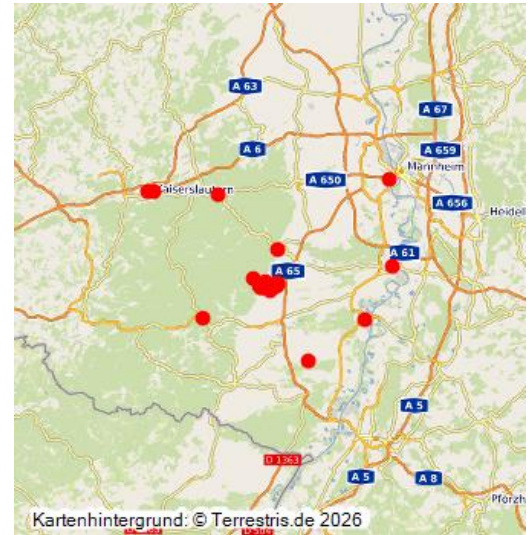 A 63
A 67
A 6
A 659
Mannheim
Kaiserslautern
A 650
A 656
Heidel
A 61
A 65
A 5
D 1363
A 5
A 8
Pforzh
Kartenhintergrund: © Terrestris.de 2026